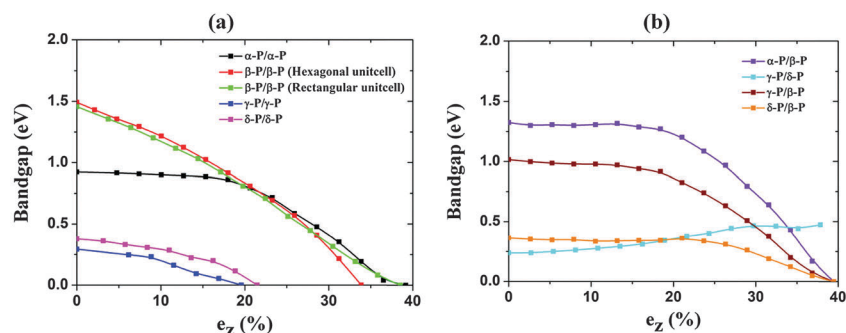 (a)
2.0
1.5
1.0
0.5
0.0
Bandgap (eV)
α-P/α-P
β-P/β-P (Hexagonal unitcell)
β-P/β-P (Rectangular unitcell)
γ-P/γ-P
δ-P/δ-P
0 10 20 30 40
e_z (%)
(b)
2.0
1.5
1.0
0.5
0.0
Bandgap (eV)
α-P/β-P
γ-P/δ-P
γ-P/β-P
δ-P/β-P
0 10 20 30 40
e_z (%)